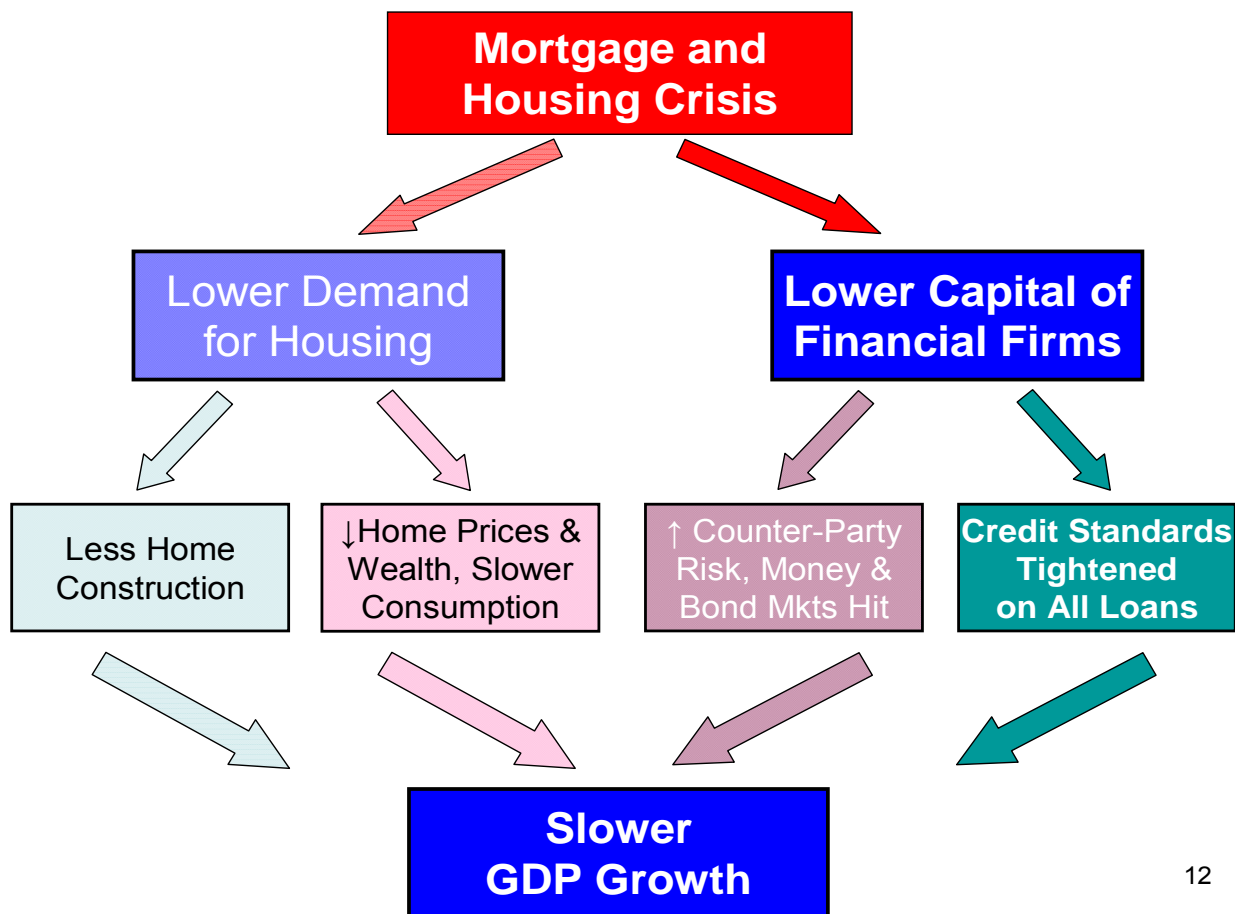 Mortgage and
Housing Crisis
Lower Demand
for Housing
Lower Capital of
Financial Firms
Less Home
Construction
↓Home Prices &
Wealth, Slower
Consumption
↑ Counter-Party
Risk, Money &
Bond Mkts Hit
Credit Standards
Tightened
on All Loans
Slower
GDP Growth
12